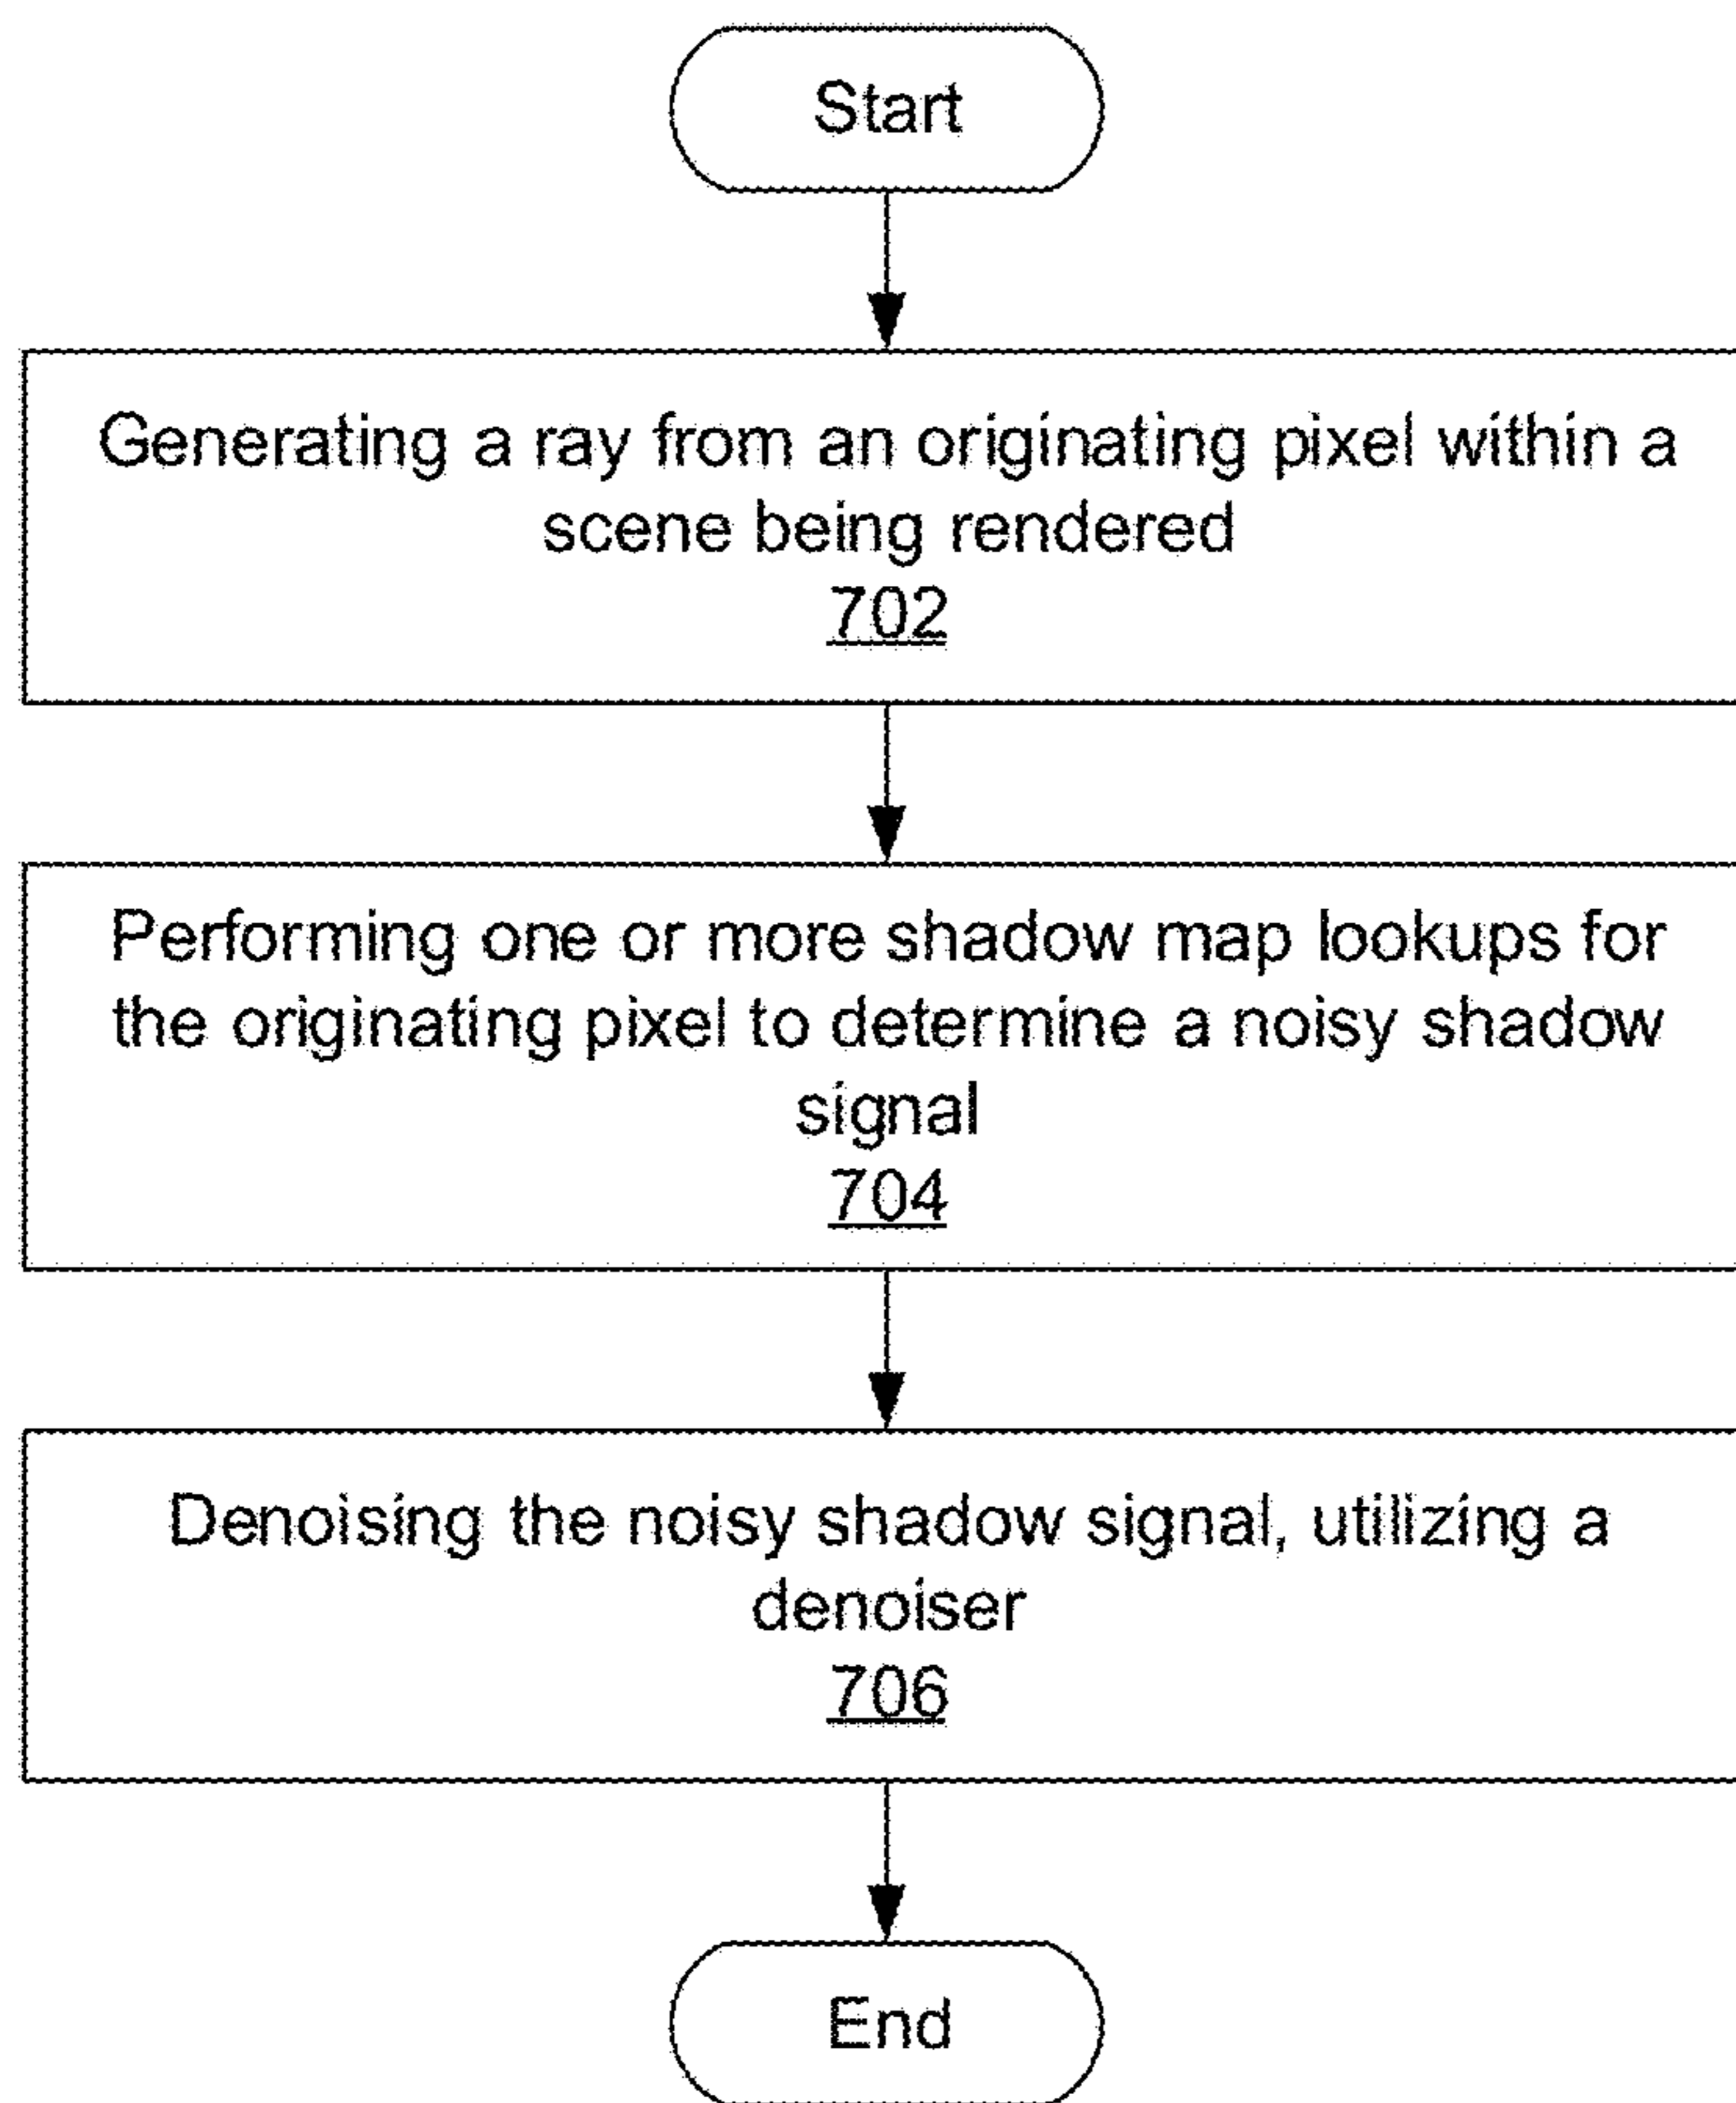 Start
Generating a ray from an originating pixel within a
scene being rendered
702
Performing one or more shadow map lookups for
the originating pixel to determine a noisy shadow
signal
704
Denoising the noisy shadow signal, utilizing a
denoiser
706
End